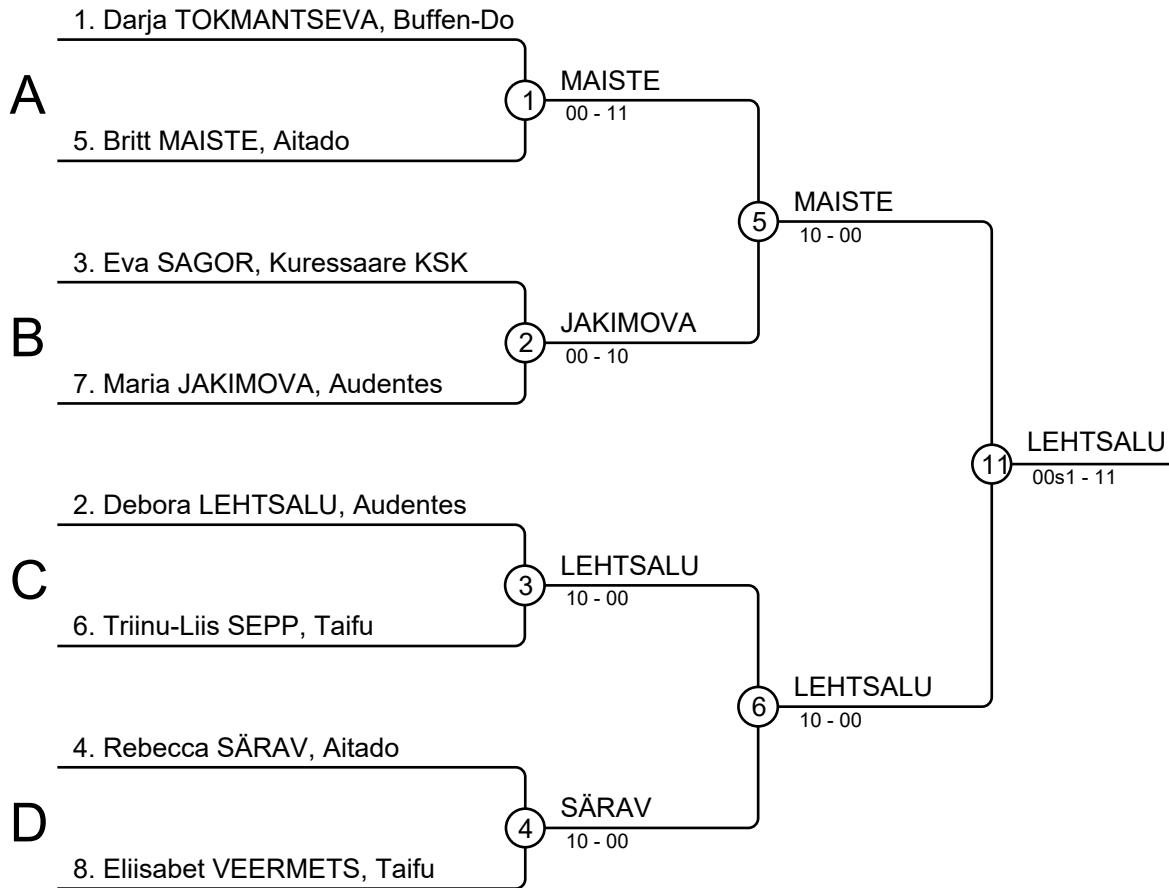 1. Darja TOKMANTSEVA, Buffen-Do
A
1
MAISTE
00 - 11
5. Britt MAISTE, Aitado
5
MAISTE
10 - 00
3. Eva SAGOR, Kuressaare KSK
B
2
JAKIMOVA
00 - 10
7. Maria JAKIMOVA, Audentes
11
LEHTSALU
00s1 - 11
2. Debora LEHTSALU, Audentes
C
3
LEHTSALU
10 - 00
6. Triinu-Liis SEPP, Taifu
6
LEHTSALU
10 - 00
4. Rebecca SÄRAV, Aitado
D
4
SÄRAV
10 - 00
8. Eliisabet VEERMETS, Taifu